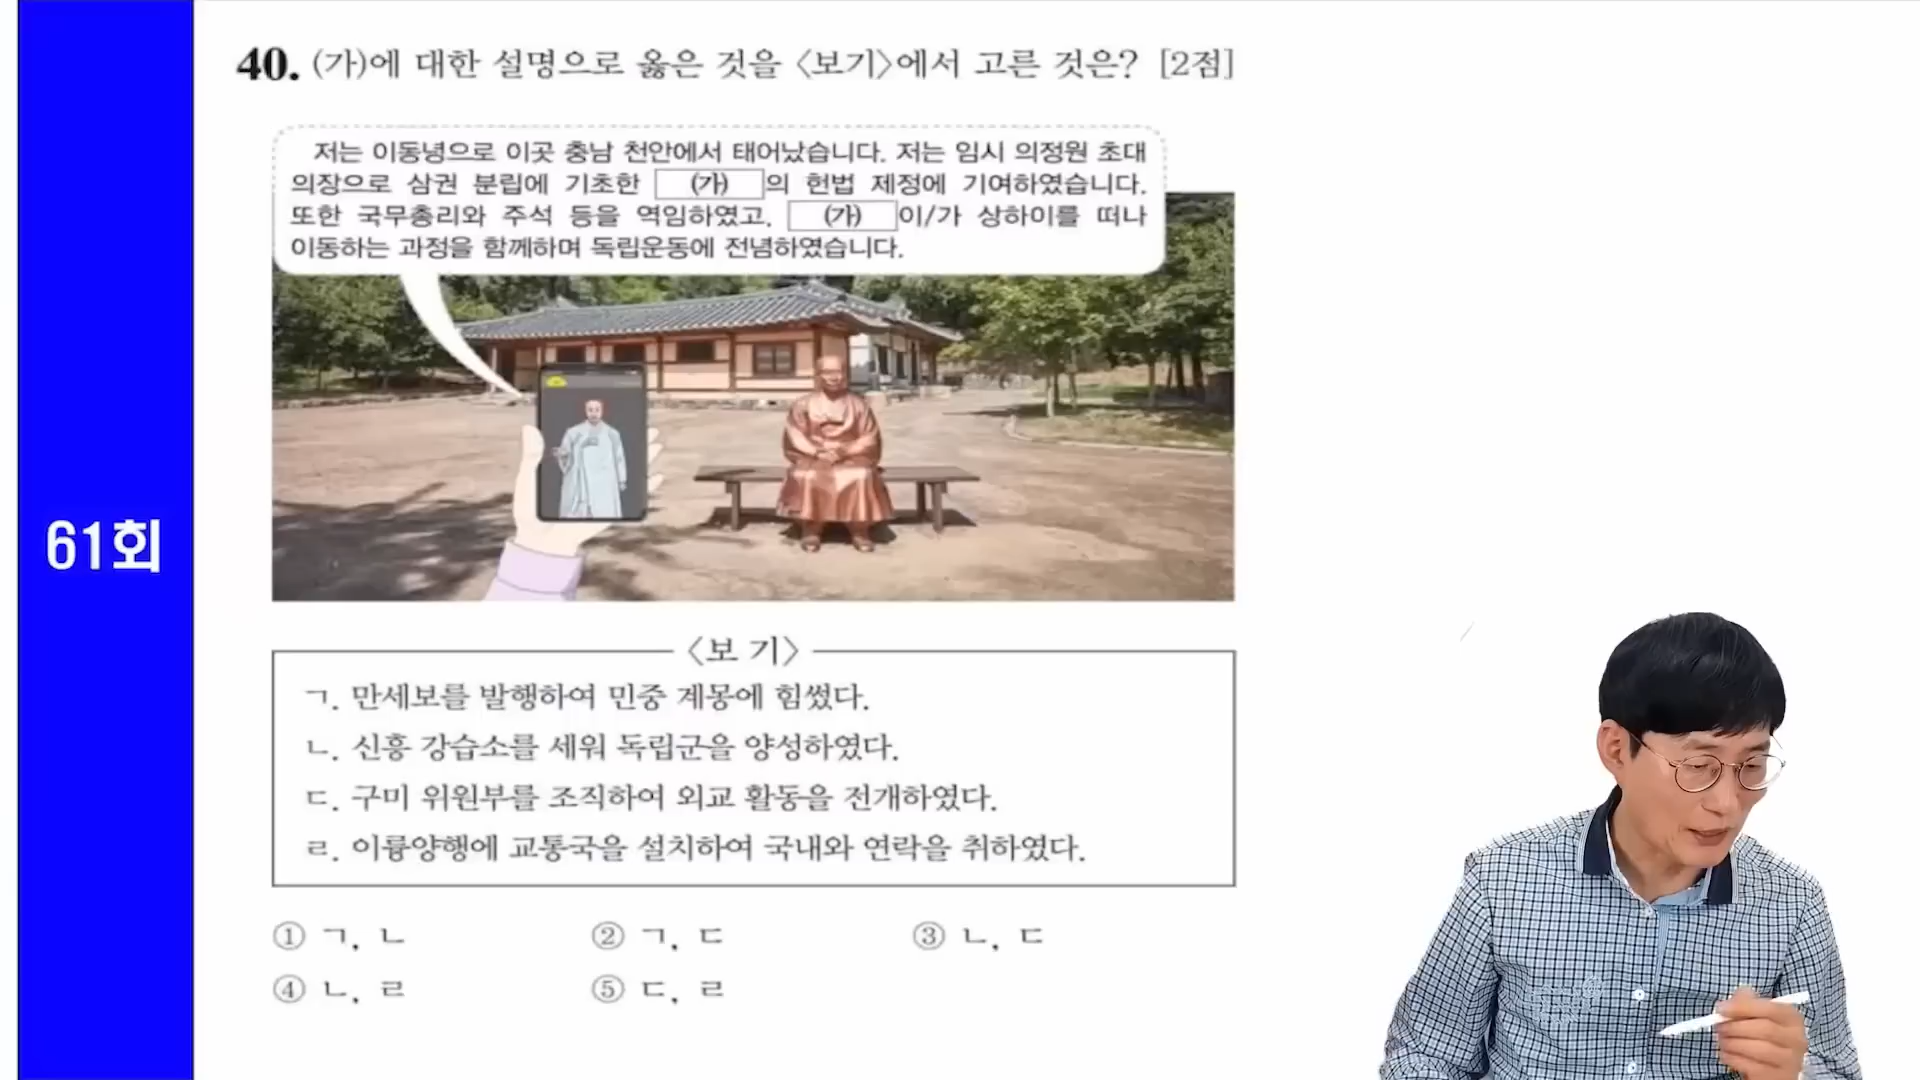 61회
40. (가)에 대한 설명으로 옳은 것을 〈보기〉에서 고른 것은? [2점]
저는 이동녕으로 이곳 충남 천안에서 태어났습니다. 저는 임시 의정원 초대
의장으로 삼권 분립에 기초한 (가) 의 헌법 제정에 기여하였습니다.
또한 국무총리와 주석 등을 역임하였고, (가) 이/가 상하이를 떠나
이동하는 과정을 함께하며 독립운동에 전념하였습니다.
〈보 기〉
ㄱ. 만세보를 발행하여 민중 계몽에 힘썼다.
ㄴ. 신흥 강습소를 세워 독립군을 양성하였다.
ㄷ. 구미 위원부를 조직하여 외교 활동을 전개하였다.
ㄹ. 이륭양행에 교통국을 설치하여 국내와 연락을 취하였다.
① ㄱ, ㄴ ② ㄱ, ㄷ ③ ㄴ, ㄷ
④ ㄴ, ㄹ ⑤ ㄷ, ㄹ